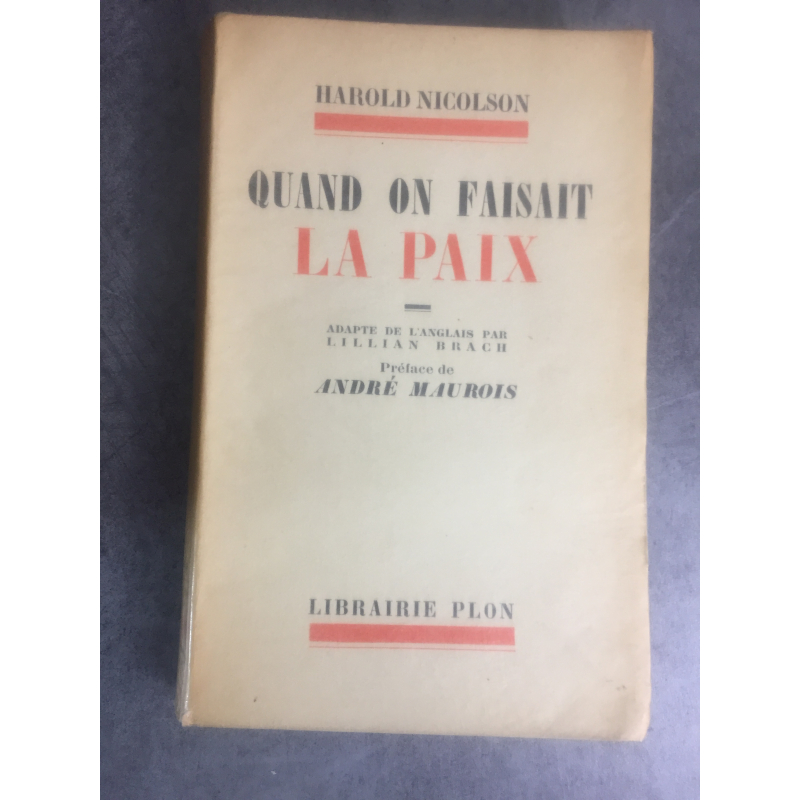 HAROLD NICOLSON
QUAND ON FAISAIT
LA PAIX
ADAPTE DE L'ANGLAIS PAR
LILLIAN BRACH
Préface de
ANDRÉ MAUROIS
LIBRAIRIE PLON